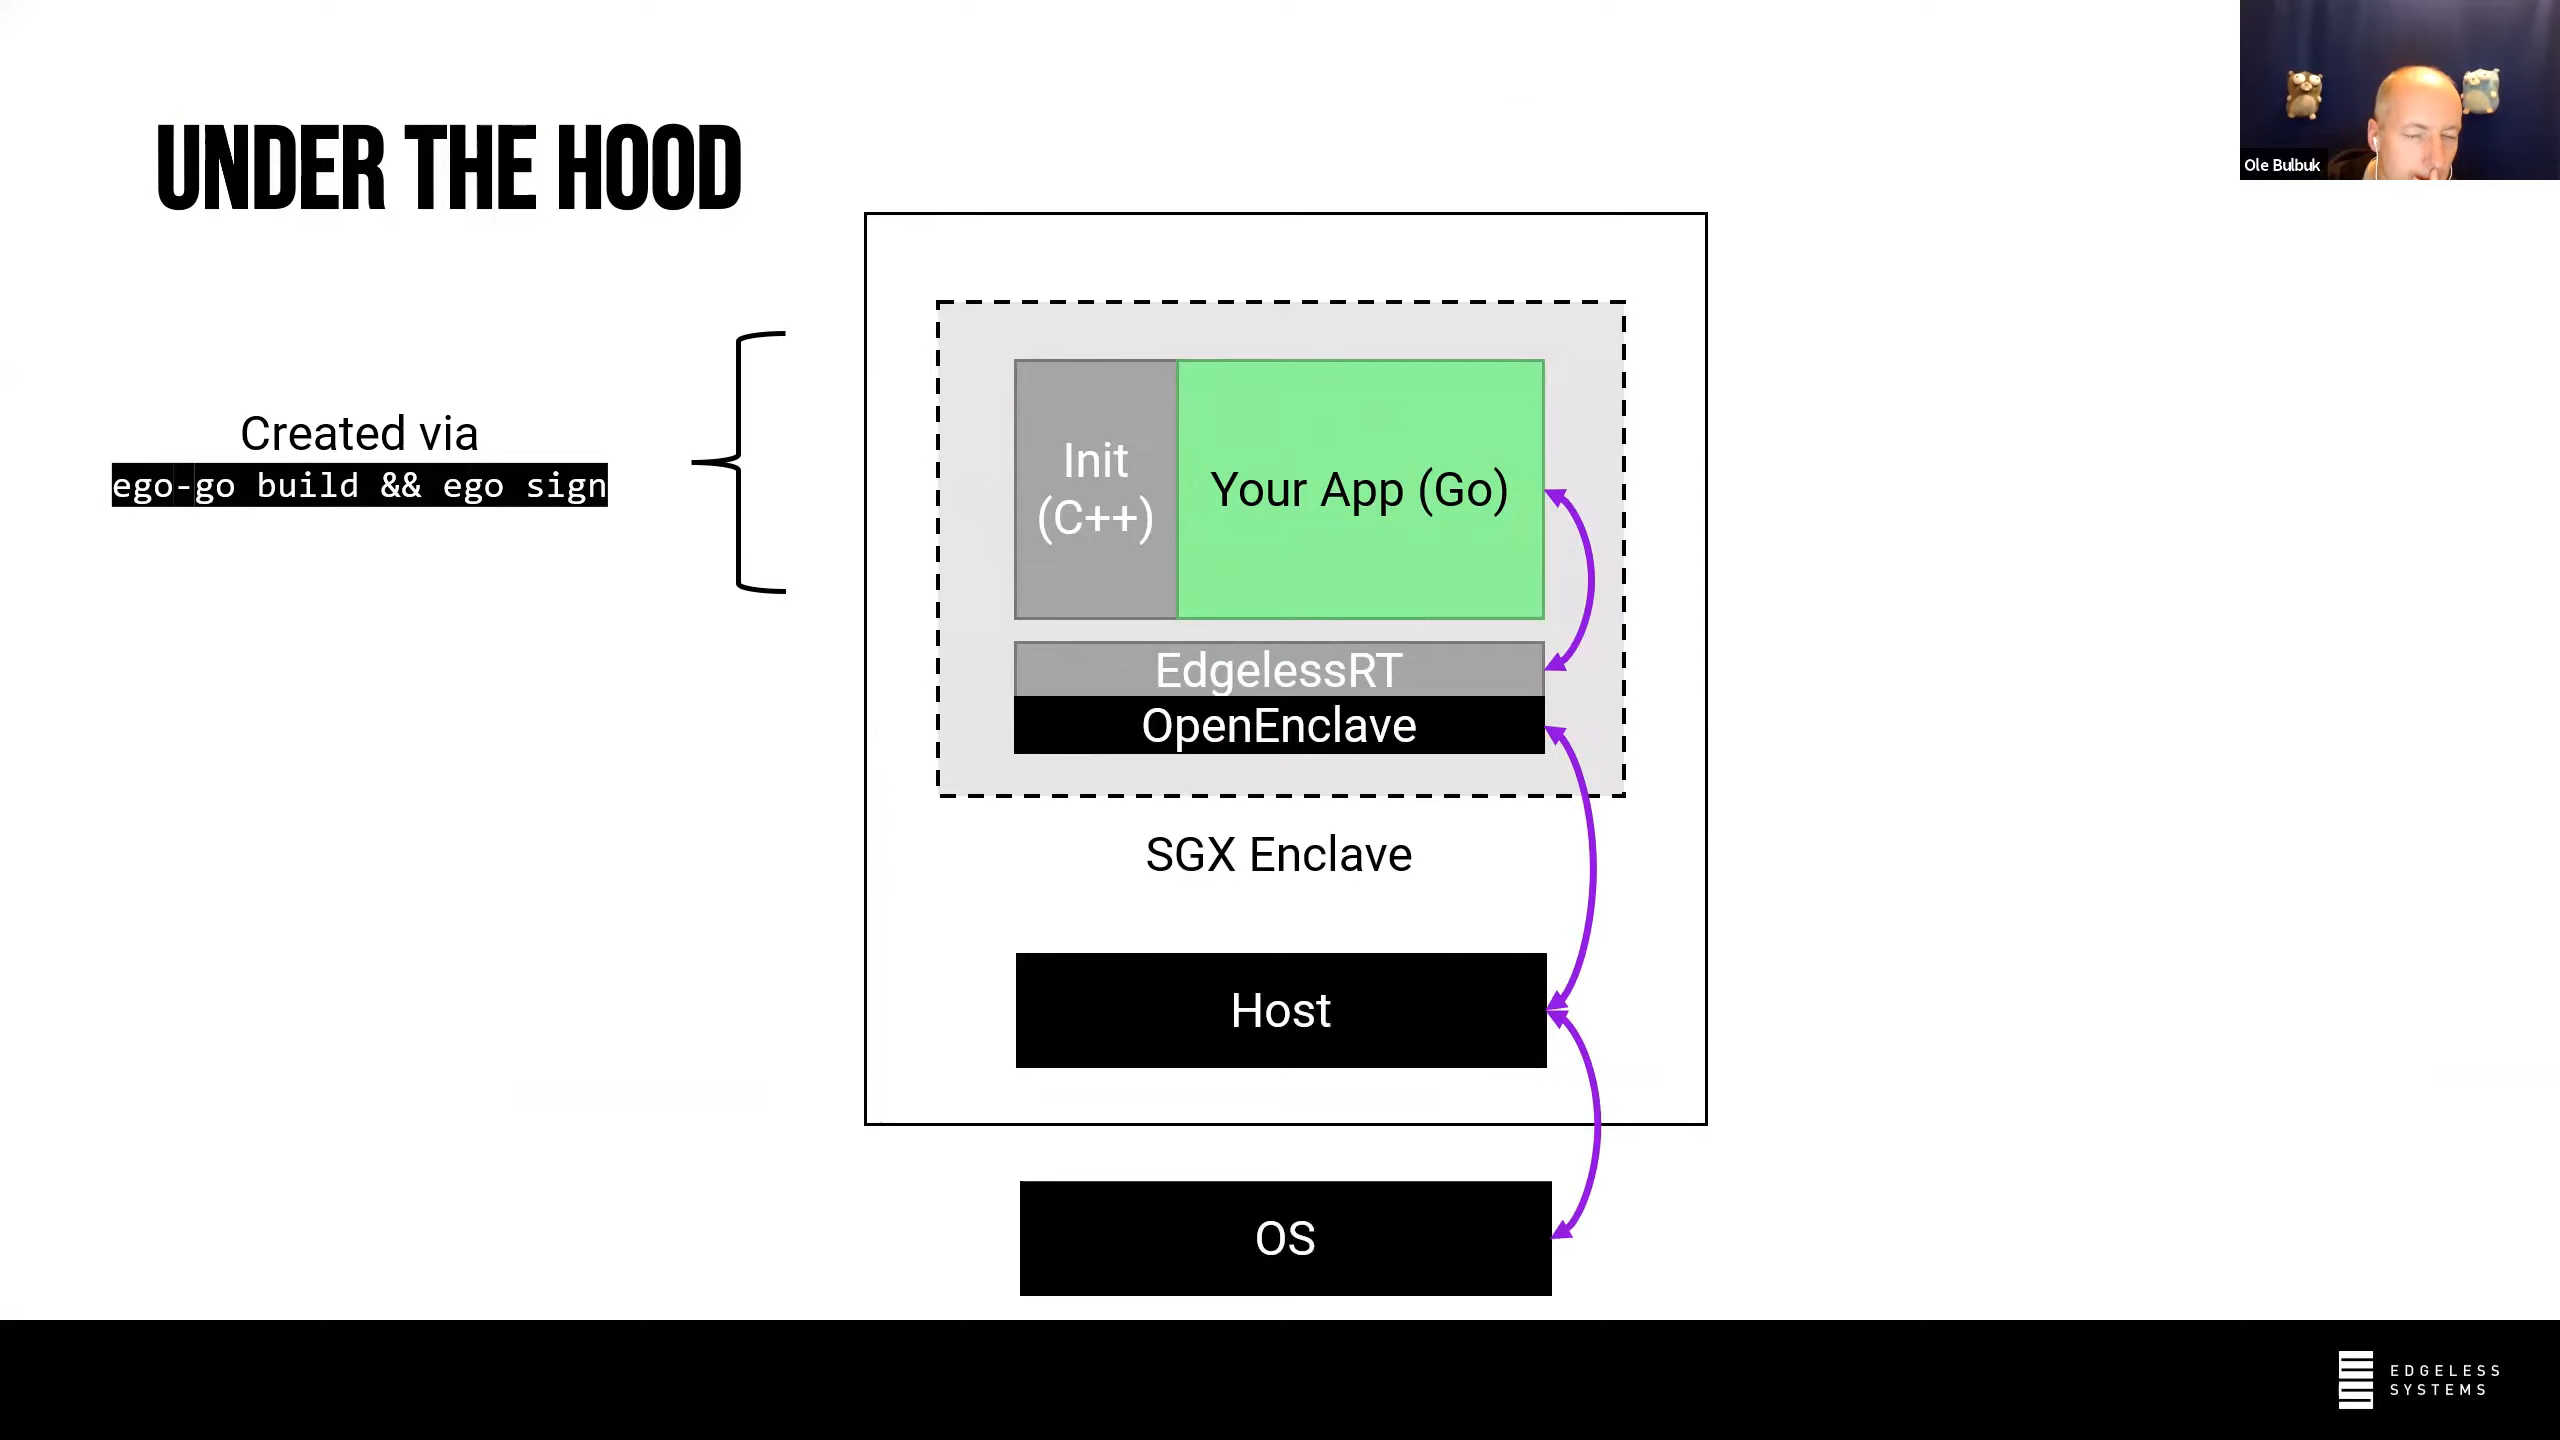 UNDER THE HOOD
Ole Bulbuk
Created via
ego-go build && ego sign
Init
(C++)
Your App (Go)
EdgelessRT
OpenEnclave
SGX Enclave
Host
OS
EDGELESS
SYSTEMS